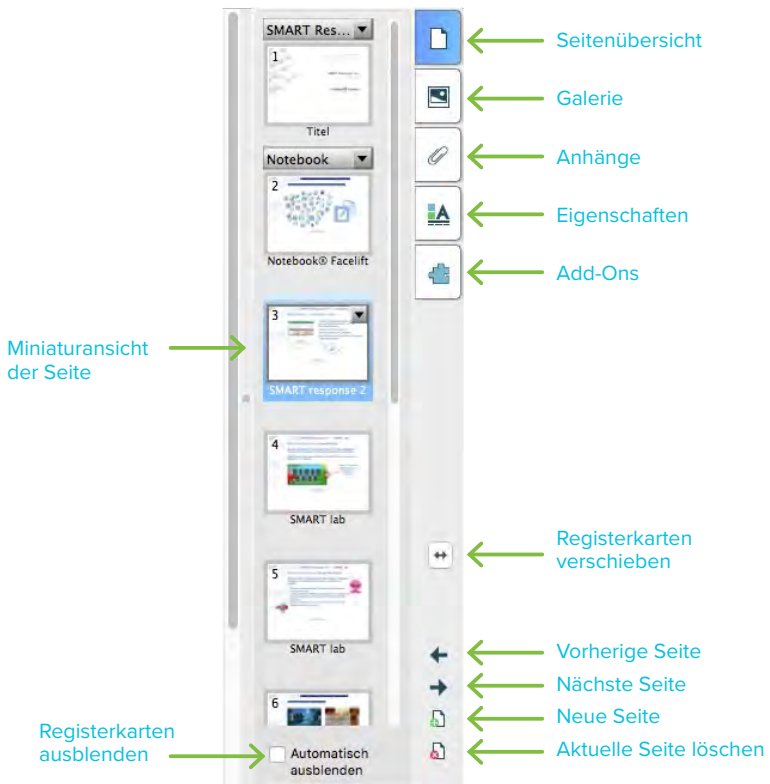 SMART Res...
1
Titel
Notebook
2
Notebook® Facelift
3
SMART response 2
4
SMART lab
5
SMART lab
6
Automatisch
ausblenden
Seitenübersicht
Galerie
Anhänge
Eigenschaften
Add-Ons
Miniaturansicht
der Seite
Registerkarten
verschieben
Vorherige Seite
Nächste Seite
Neue Seite
Aktuelle Seite löschen
Registerkarten
ausblenden